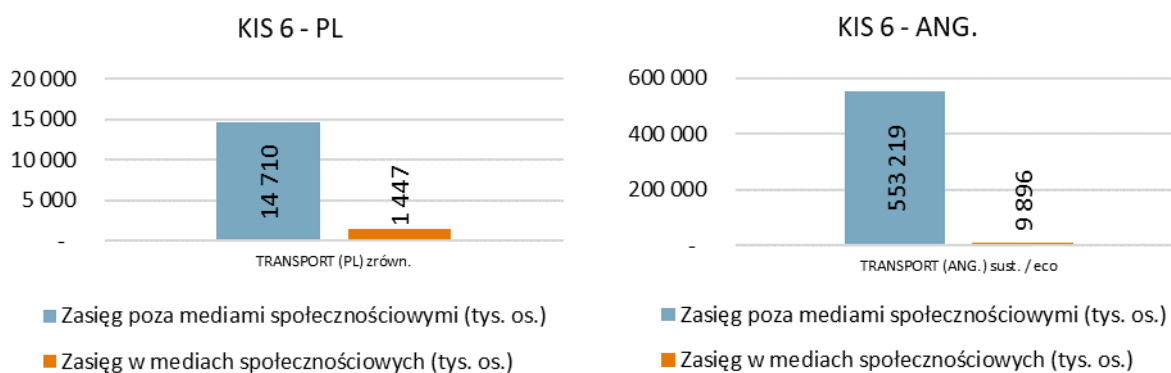 KIS 6 - PL
20 000
15 000
10 000
5 000
-
14 710
1 447
TRANSPORT (PL) zrówn.
Zasięg poza mediami społecznościowymi (tys. os.)
Zasięg w mediach społecznościowych (tys. os.)
KIS 6 - ANG.
600 000
400 000
200 000
-
553 219
9 896
TRANSPORT (ANG.) sust. / eco
Zasięg poza mediami społecznościowymi (tys. os.)
Zasięg w mediach społecznościowych (tys. os.)